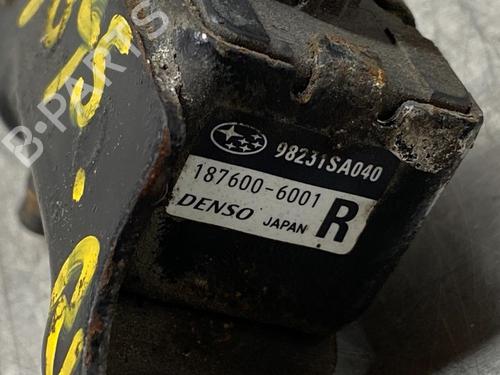 B-PARTS
98231SA040
187600-6001
DENSO JAPAN R